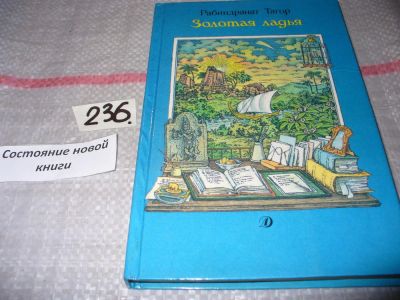 Рабиндранат Тагор
Золотая ладья
236.
Состояние новой
книги
Д